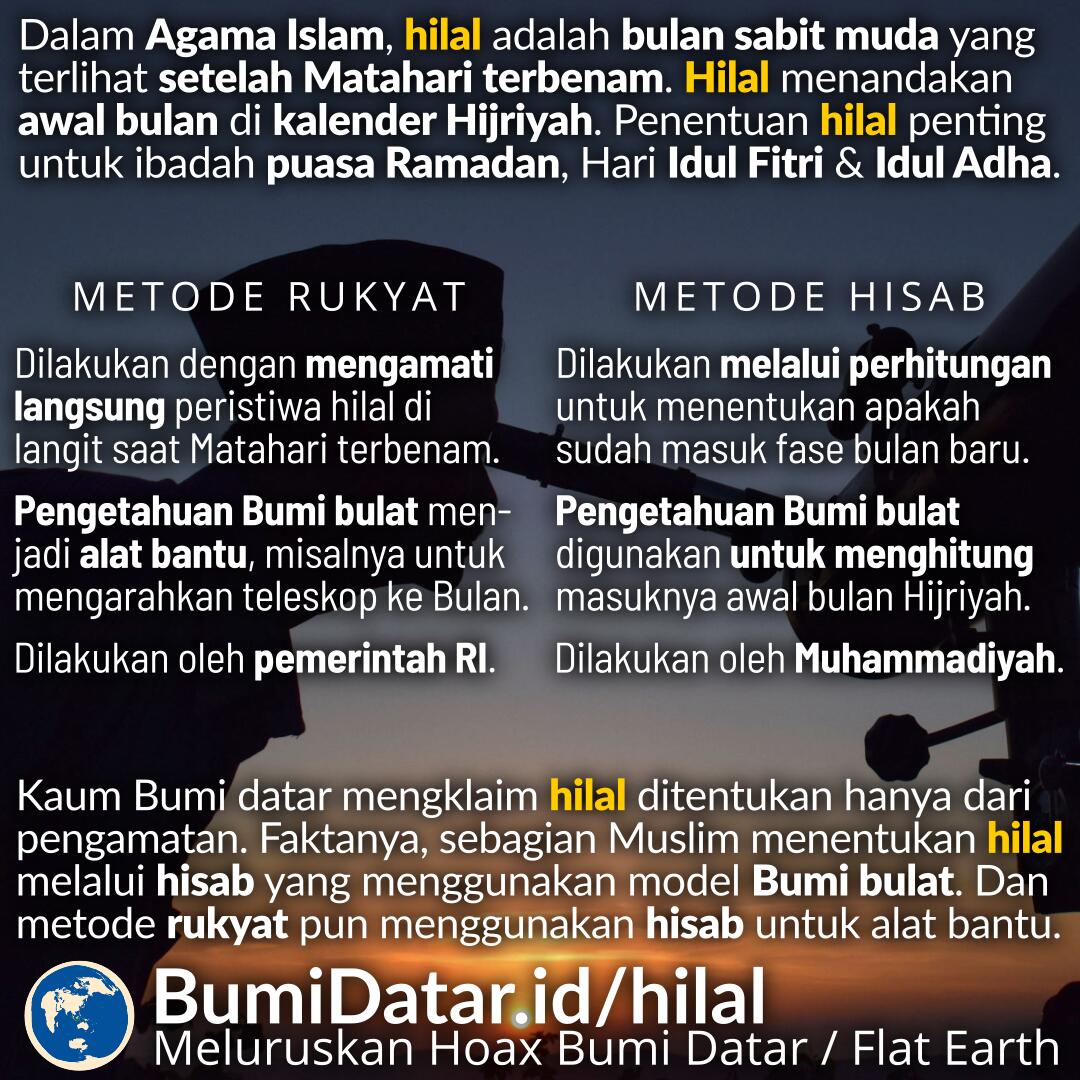 Dalam Agama Islam, hilal adalah bulan sabit muda yang
terlihat setelah Matahari terbenam. Hilal menandakan
awal bulan di kalender Hijriyah. Penentuan hilal penting
untuk ibadah puasa Ramadan, Hari Idul Fitri & Idul Adha.
METODE RUKYAT
Dilakukan dengan mengamati
langsung peristiwa hilal di
langit saat Matahari terbenam.
Pengetahuan Bumi bulat men-
jadi alat bantu, misalnya untuk
mengarahkan teleskop ke Bulan.
Dilakukan oleh pemerintah RI.
METODE HISAB
Dilakukan melalui perhitungan
untuk menentukan apakah
sudah masuk fase bulan baru.
Pengetahuan Bumi bulat
digunakan untuk menghitung
masuknya awal bulan Hijriyah.
Dilakukan oleh Muhammadiyah.
Kaum Bumi datar mengklaim hilal ditentukan hanya dari
pengamatan. Faktanya, sebagian Muslim menentukan hilal
melalui hisab yang menggunakan model Bumi bulat. Dan
metode rukyat pun menggunakan hisab untuk alat bantu.
BumiDatar.id/hilal
Meluruskan Hoax Bumi Datar / Flat Earth